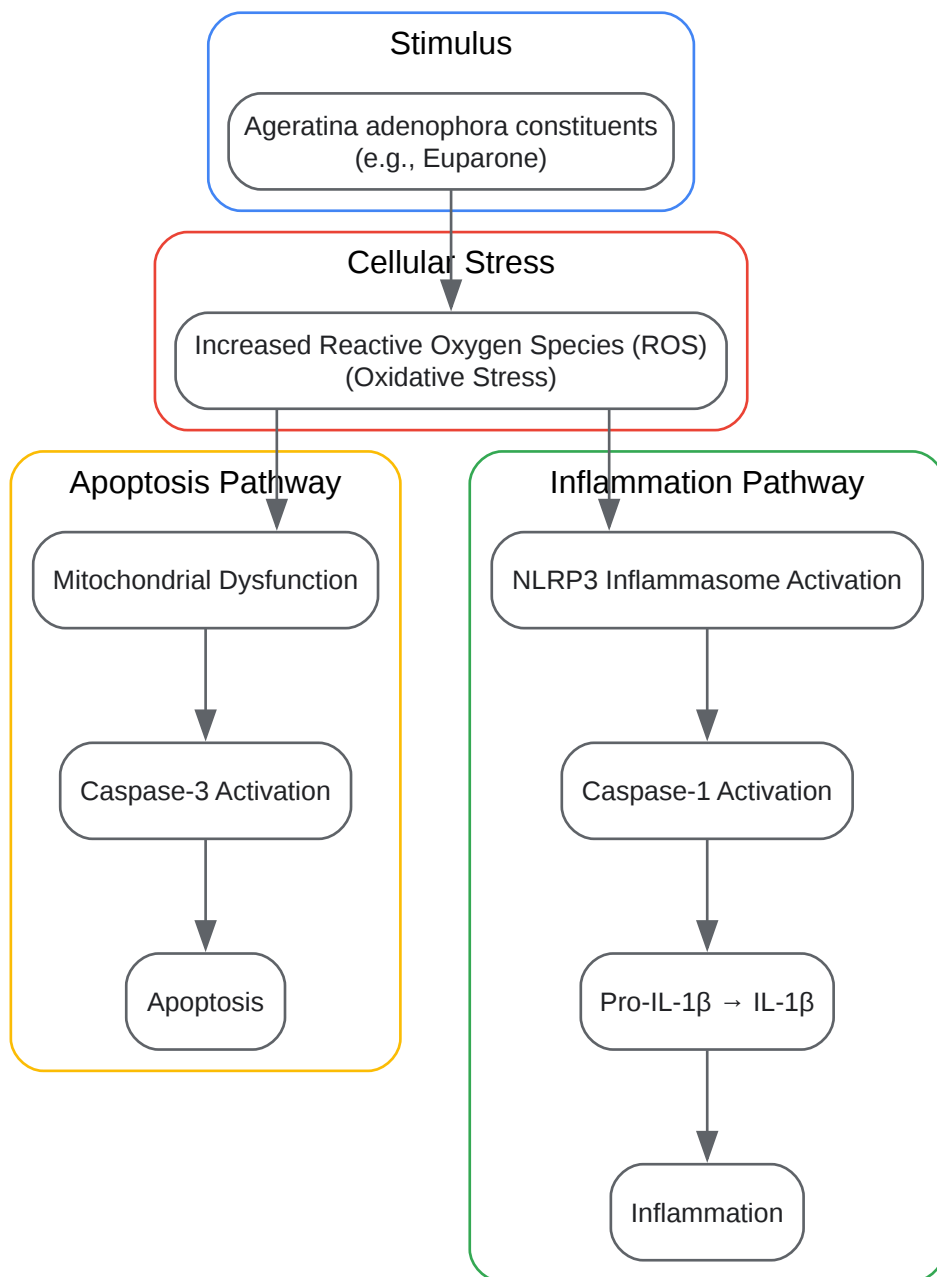 Stimulus
Ageratina adenophora constituents
(e.g., Euparone)
Cellular Stress
Increased Reactive Oxygen Species (ROS)
(Oxidative Stress)
Apoptosis Pathway
Mitochondrial Dysfunction
Caspase-3 Activation
Apoptosis
Inflammation Pathway
NLRP3 Inflammasome Activation
Caspase-1 Activation
Pro-IL-1β → IL-1β
Inflammation